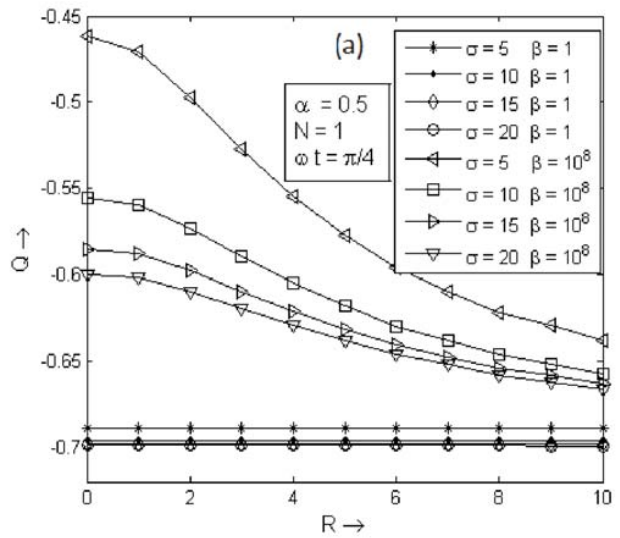 (a)
σ = 5 β = 1
σ = 10 β = 1
σ = 15 β = 1
σ = 20 β = 1
σ = 5 β = 10⁸
σ = 10 β = 10⁸
σ = 15 β = 10⁸
σ = 20 β = 10⁸
α = 0.5
N = 1
ω t = π/4
-0.45
-0.5
-0.55
-0.6
-0.65
-0.7
Q →
0 2 4 6 8 10
R →